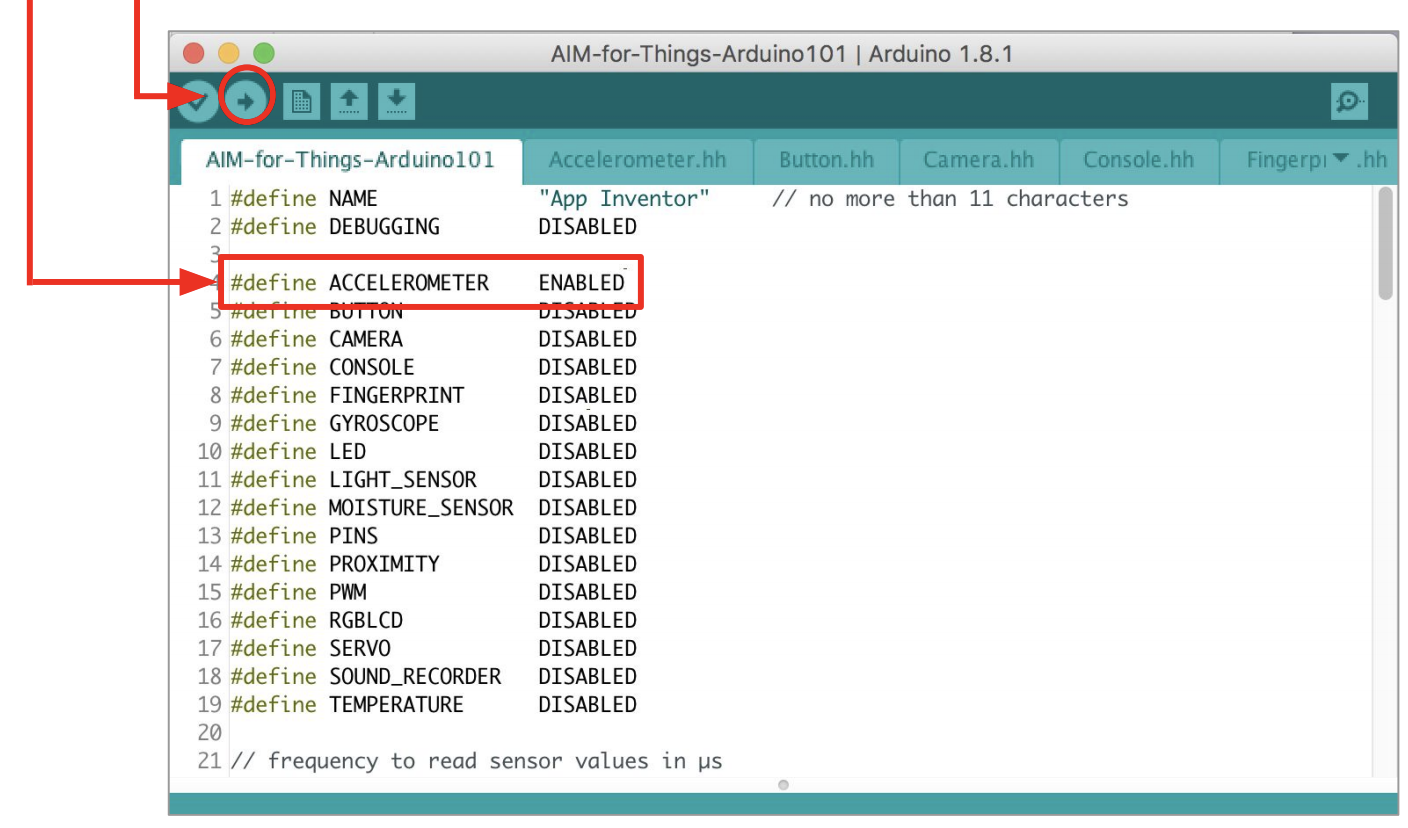 AIM-for-Things-Arduino101 | Arduino 1.8.1
AIM-for-Things-Arduino101 Accelerometer.hh Button.hh Camera.hh Console.hh Fingerpr .hh
1 #define NAME "App Inventor" // no more than 11 characters
2 #define DEBUGGING DISABLED
3
4 #define ACCELEROMETER ENABLED
5 #define BUTTON DISABLED
6 #define CAMERA DISABLED
7 #define CONSOLE DISABLED
8 #define FINGERPRINT DISABLED
9 #define GYROSCOPE DISABLED
10 #define LED DISABLED
11 #define LIGHT_SENSOR DISABLED
12 #define MOISTURE_SENSOR DISABLED
13 #define PINS DISABLED
14 #define PROXIMITY DISABLED
15 #define PWM DISABLED
16 #define RGBLCD DISABLED
17 #define SERVO DISABLED
18 #define SOUND_RECORDER DISABLED
19 #define TEMPERATURE DISABLED
20
21 // frequency to read sensor values in µs